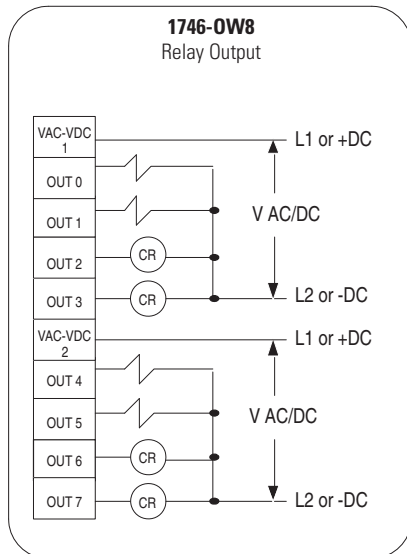 1746-OW8
Relay Output
VAC-VDC
1
L1 or +DC
OUT 0
OUT 1
V AC/DC
OUT 2
CR
OUT 3
CR
L2 or -DC
VAC-VDC
2
L1 or +DC
OUT 4
OUT 5
V AC/DC
OUT 6
CR
OUT 7
CR
L2 or -DC